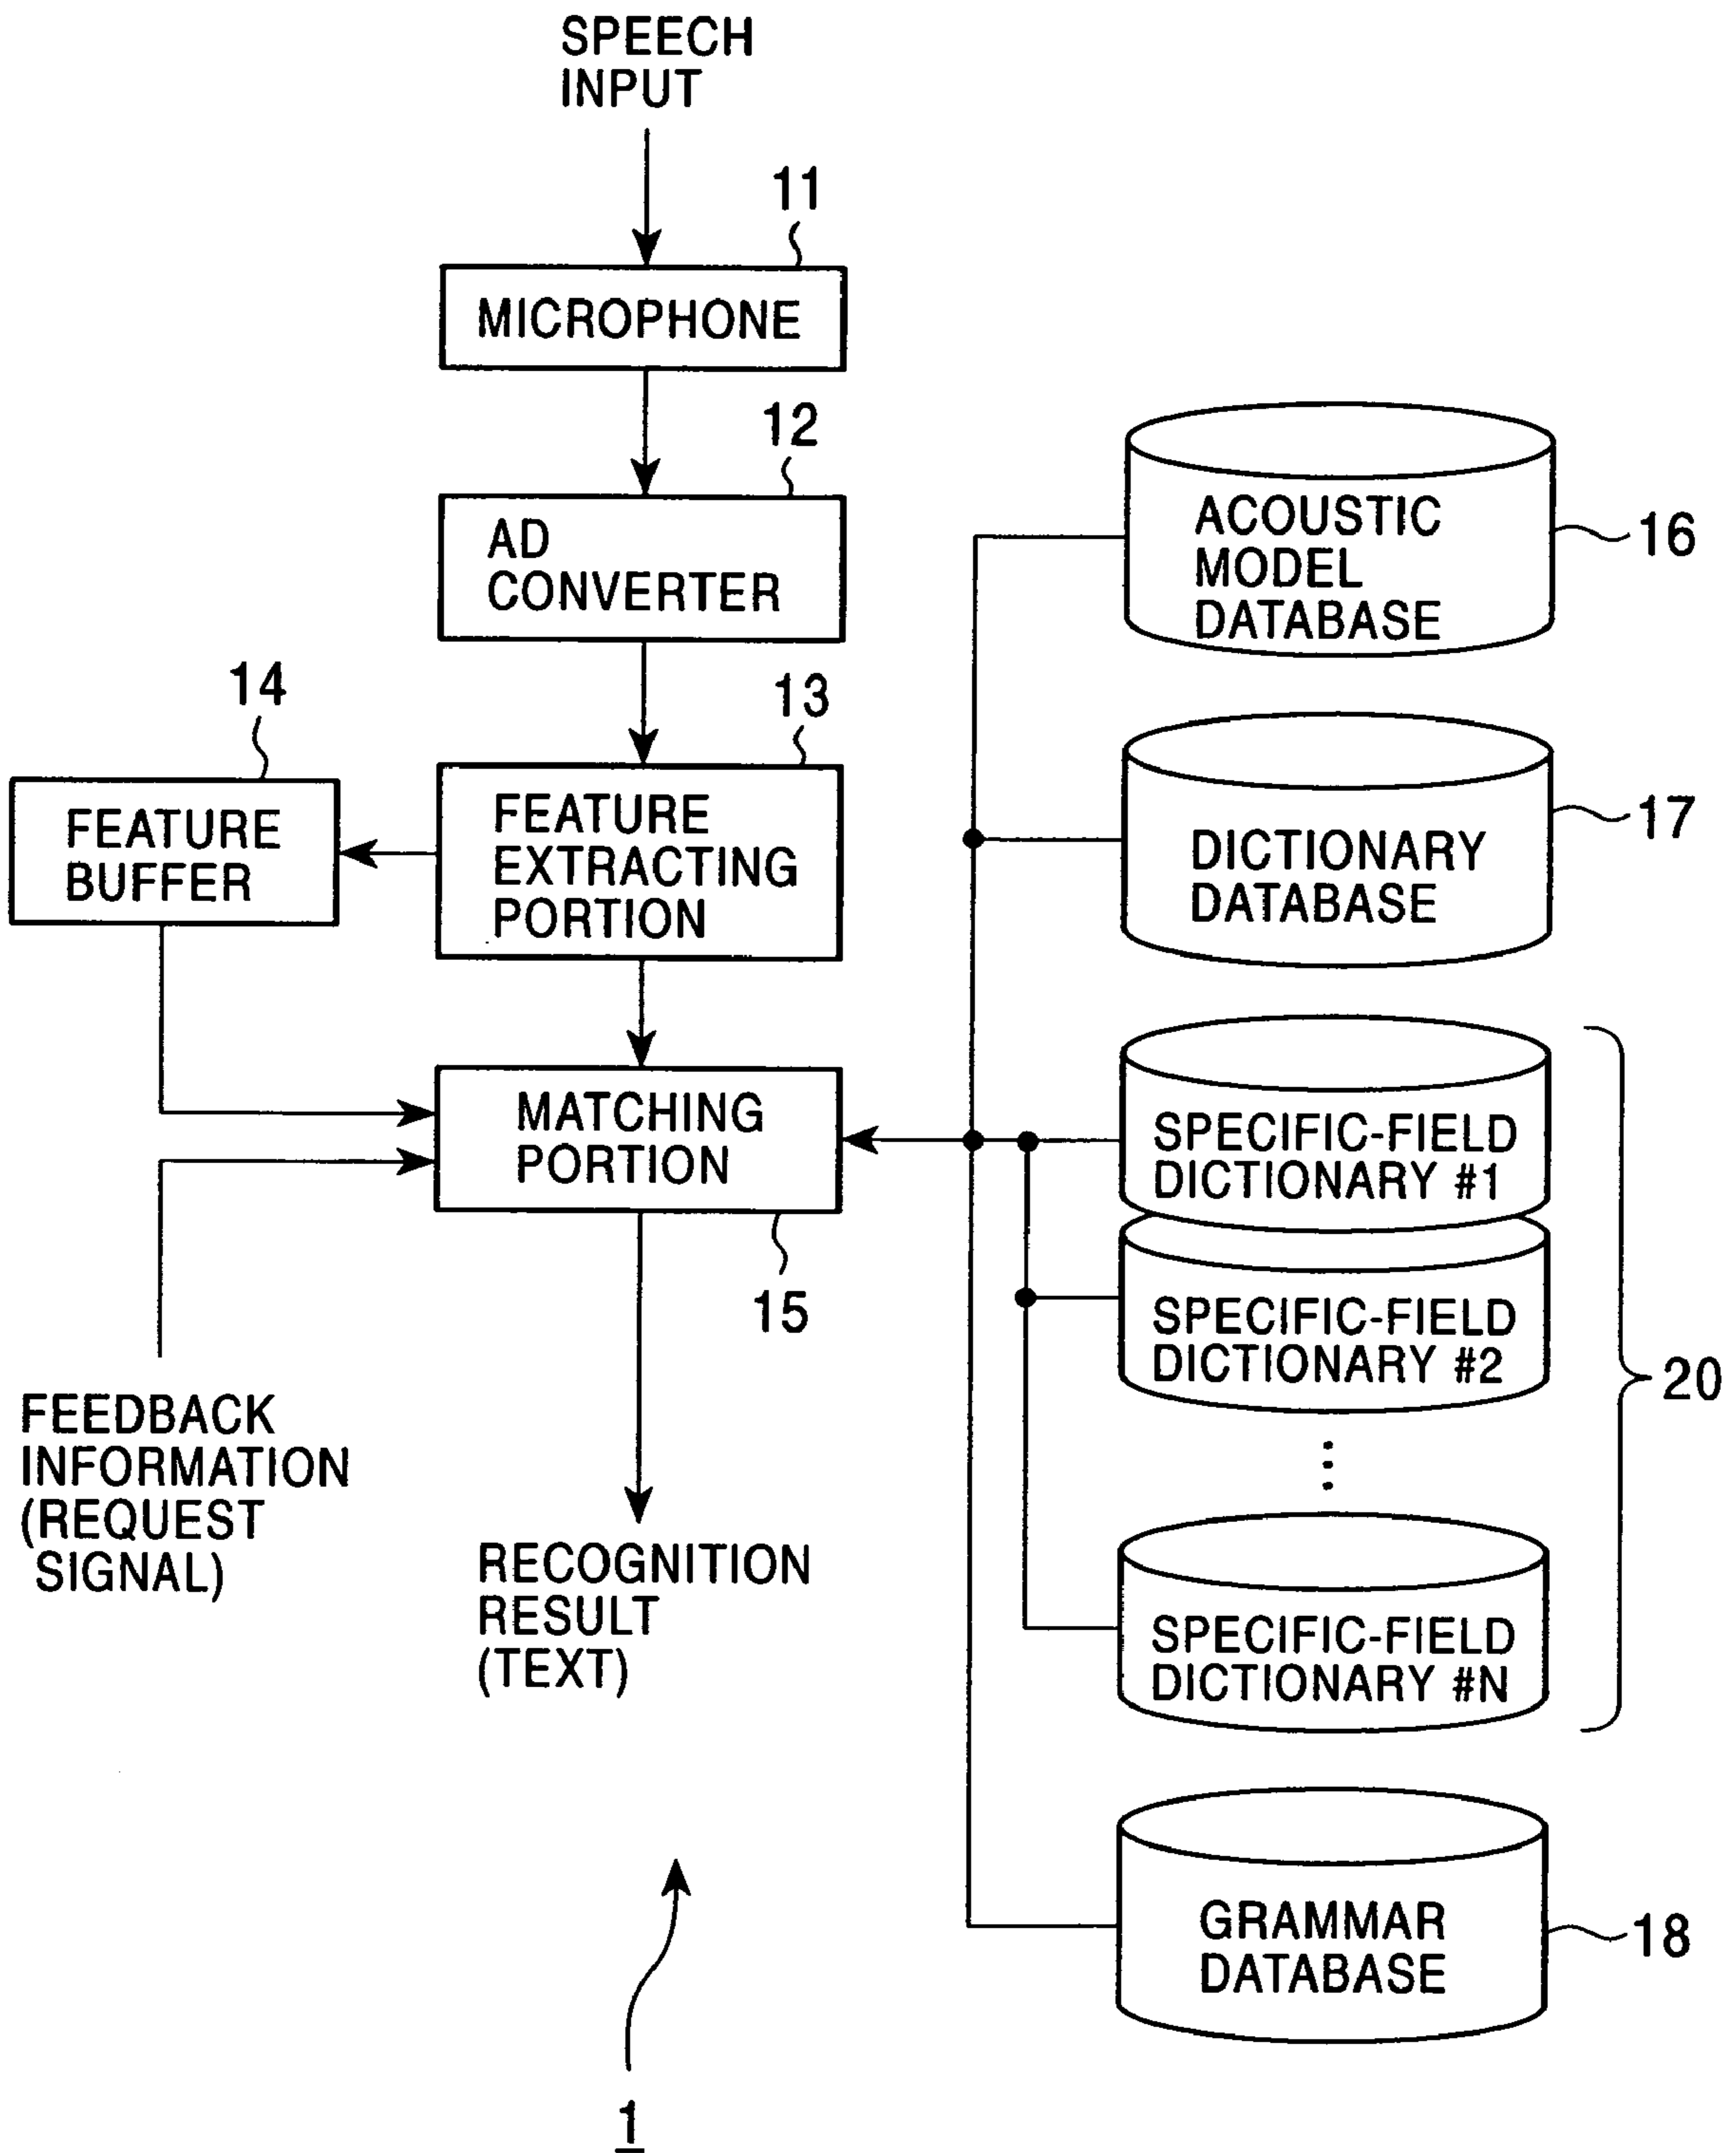 SPEECH
INPUT
11
MICROPHONE
12
AD
CONVERTER
14
13
FEATURE
BUFFER
FEATURE
EXTRACTING
PORTION
MATCHING
PORTION
15
FEEDBACK
INFORMATION
(REQUEST
SIGNAL)
RECOGNITION
RESULT
(TEXT)
ACOUSTIC
MODEL
DATABASE
16
DICTIONARY
DATABASE
17
SPECIFIC-FIELD
DICTIONARY #1
SPECIFIC-FIELD
DICTIONARY #2
⋮
SPECIFIC-FIELD
DICTIONARY #N
20
GRAMMAR
DATABASE
18
1